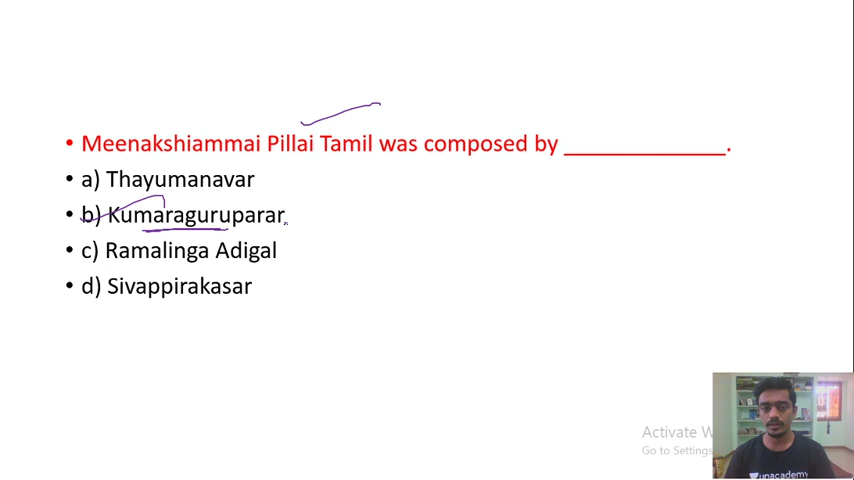 • Meenakshiammai Pillai Tamil was composed by ______________.
• a) Thayumanavar
• b) Kumaraguruparar
• c) Ramalinga Adigal
• d) Sivappirakasar
Activate W
Go to Settings
unacademy